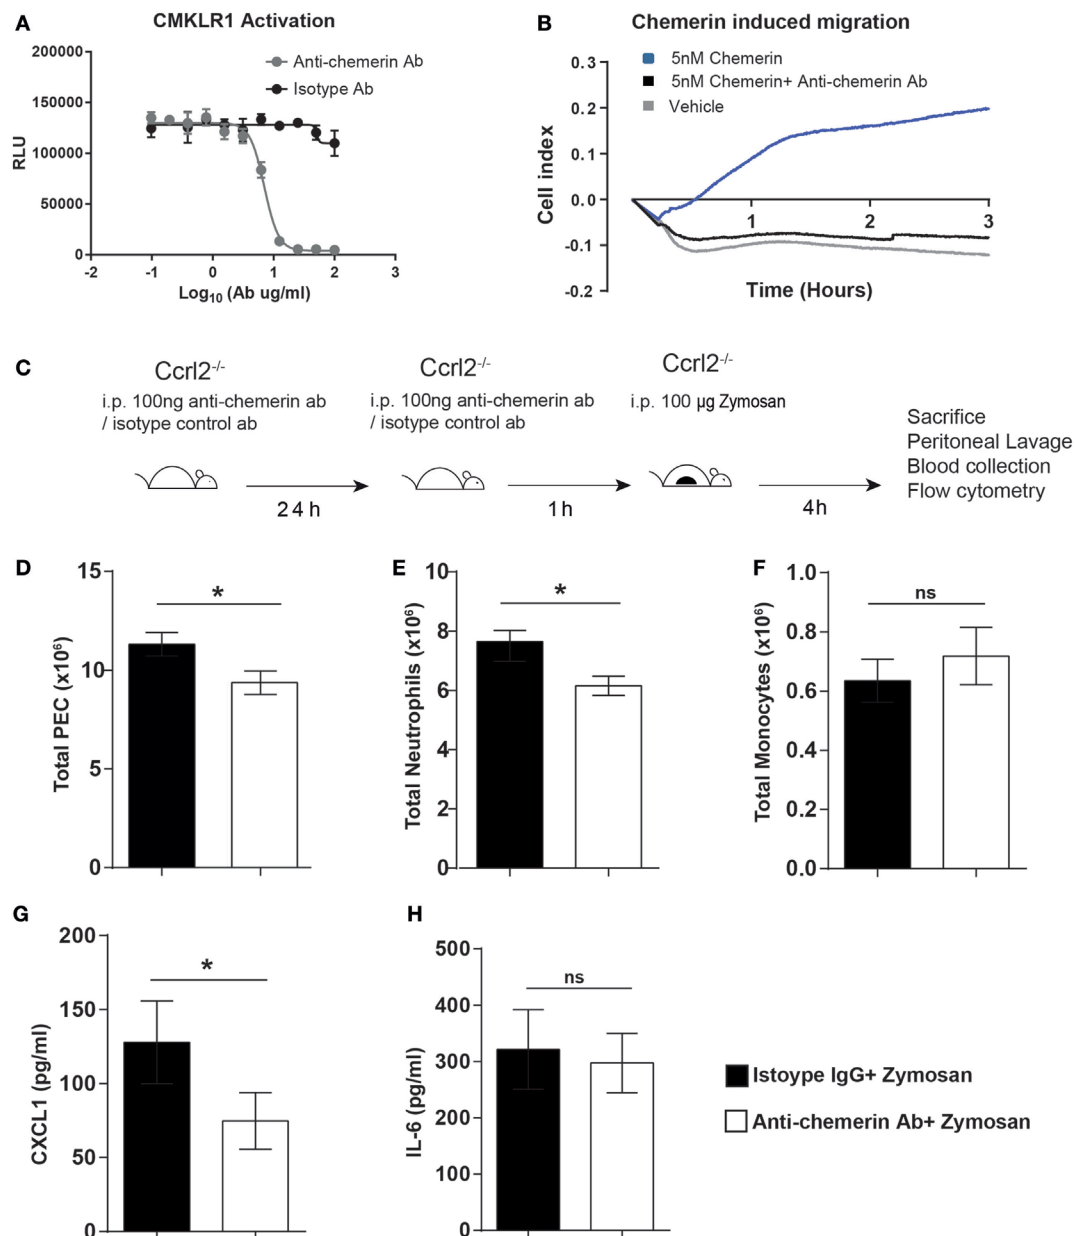 A
CMKLR1 Activation
200000
150000
100000
50000
0
RLU
Anti-chemerin Ab
Isotype Ab
-2
-1
0
1
2
3
Log10 (Ab ug/ml)
B
Chemerin induced migration
5nM Chemerin
5nM Chemerin+ Anti-chemerin Ab
Vehicle
0.3
0.2
0.1
0.0
-0.1
-0.2
Cell index
1
2
3
Time (Hours)
C
Ccrl2-/-
i.p. 100ng anti-chemerin ab
/ isotype control ab
24h
Ccrl2-/-
i.p. 100ng anti-chemerin ab
/ isotype control ab
1h
Ccrl2-/-
i.p. 100 µg Zymosan
4h
Sacrifice
Peritoneal Lavage
Blood collection
Flow cytometry
D
Total PEC (x10⁶)
15
10
5
0
*
E
Total Neutrophils (x10⁶)
10
8
6
4
2
0
*
F
Total Monocytes (x10⁶)
1.0
0.8
0.6
0.4
0.2
0.0
ns
G
CXCL1 (pg/ml)
200
150
100
50
0
*
H
IL-6 (pg/ml)
500
400
300
200
100
0
ns
Istoype IgG+ Zymosan
Anti-chemerin Ab+ Zymosan